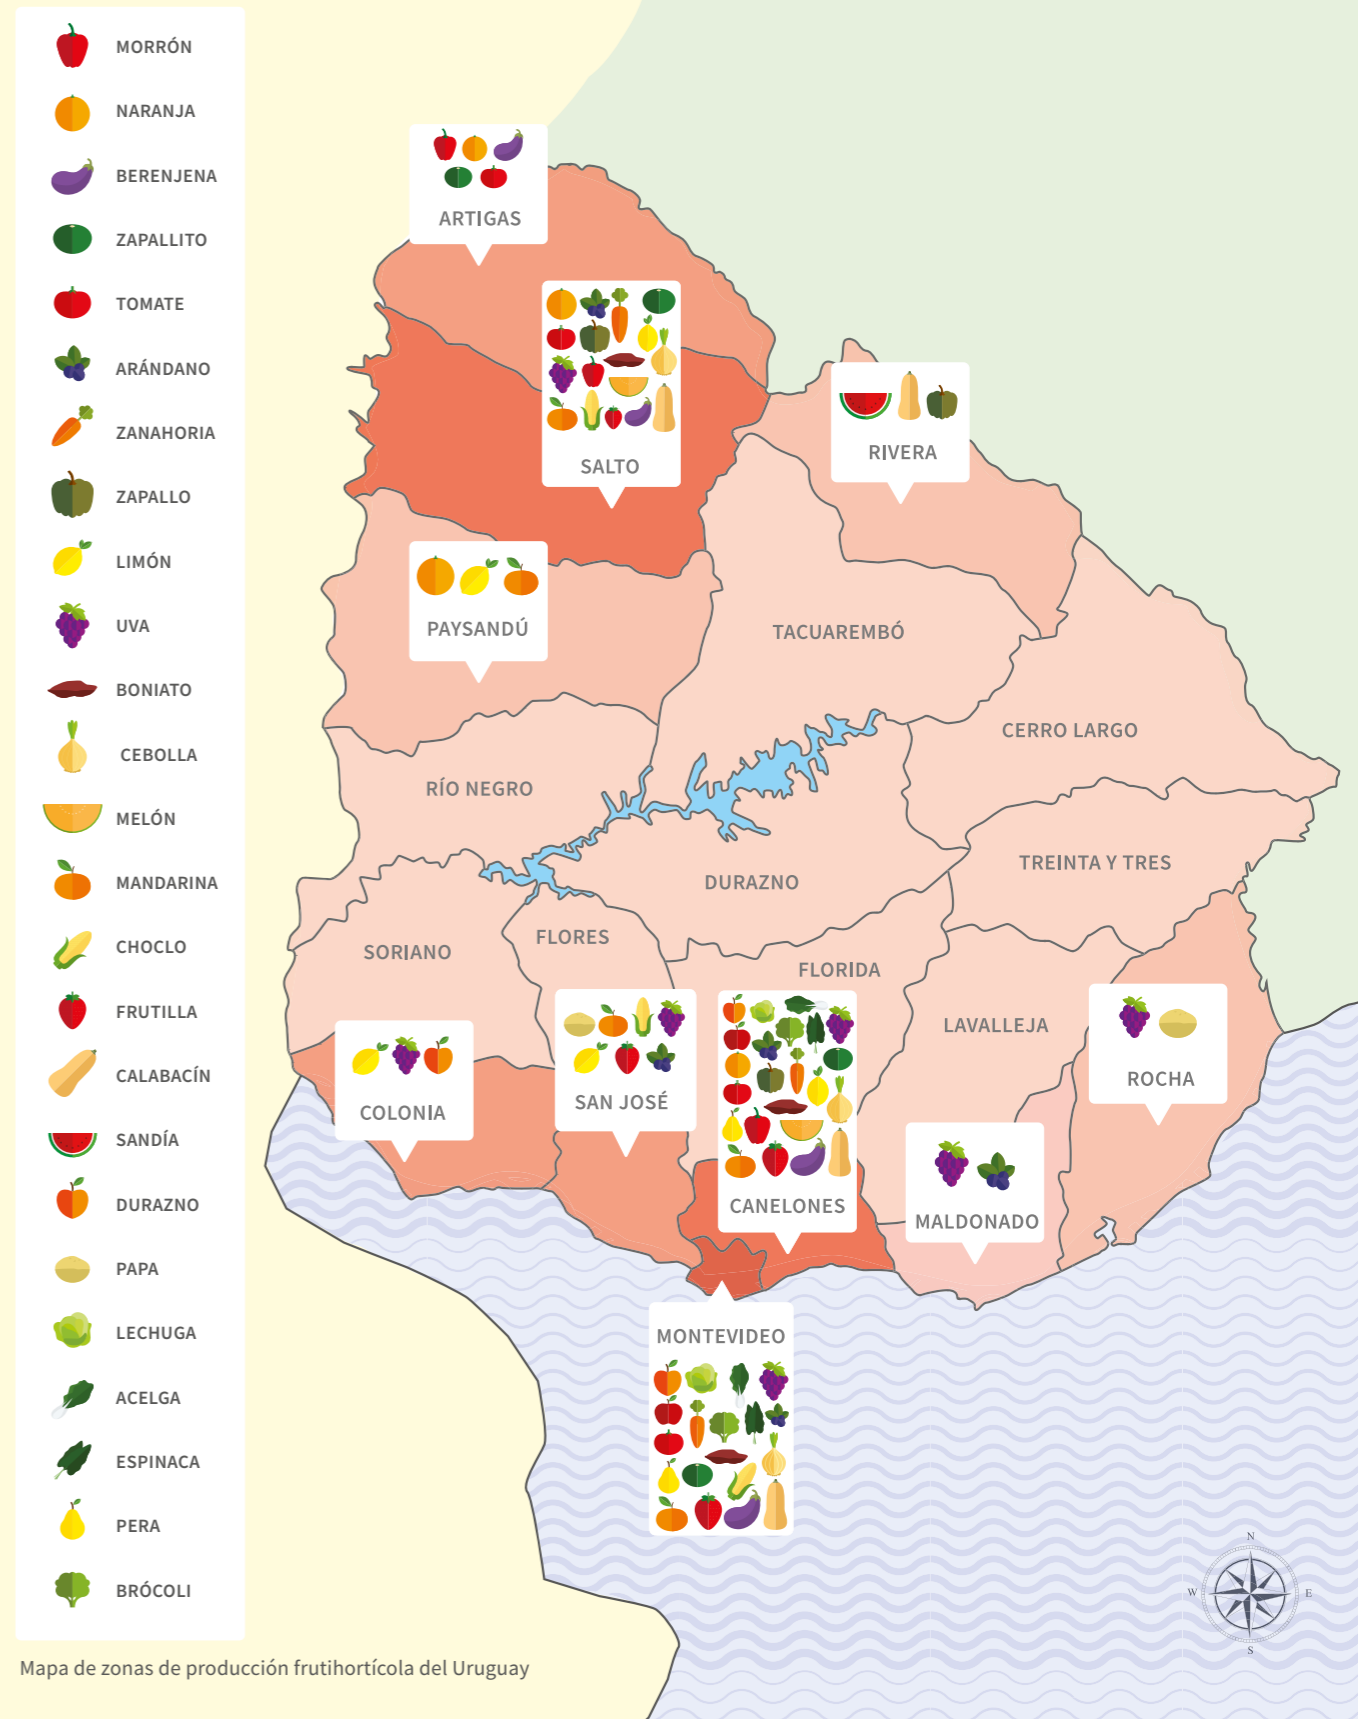 MORRÓN
NARANJA
BERENJENA
ZAPALLITO
TOMATE
ARÁNDANO
ZANAHORIA
ZAPALLO
LIMÓN
UVA
BONIATO
CEBOLLA
MELÓN
MANDARINA
CHOCLO
FRUTILLA
CALABACÍN
SANDÍA
DURAZNO
PAPA
LECHUGA
ACELGA
ESPINACA
PERA
BRÓCOLI
ARTIGAS
SALTO
RIVERA
PAYSANDÚ
TACUAREMBÓ
CERRO LARGO
RÍO NEGRO
TREINTA Y TRES
DURAZNO
FLORES
SORIANO
FLORIDA
LAVALLEJA
ROCHA
SAN JOSÉ
COLONIA
CANELONES
MALDONADO
MONTEVIDEO
N
W
E
S
Mapa de zonas de producción frutihortícola del Uruguay